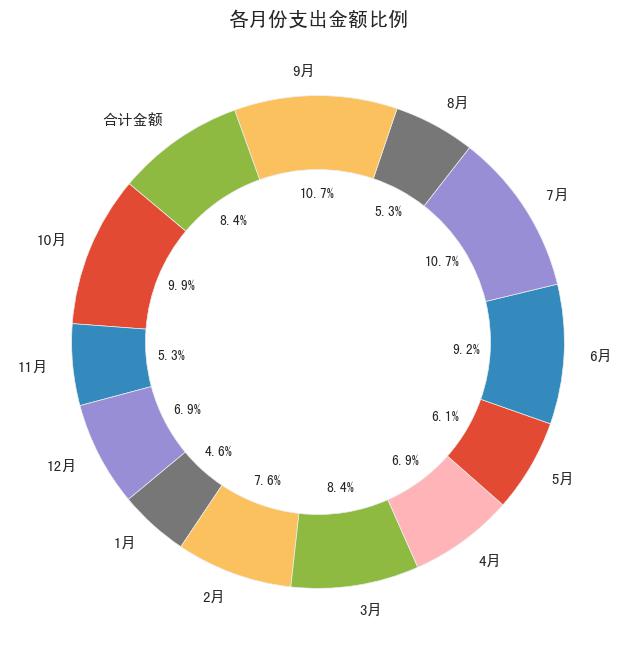 各月份支出金额比例
9月
8月
合计金额
10.7%
7月
5.3%
8.4%
10月
10.7%
9.9%
9.2%
6月
5.3%
11月
6.9%
6.1%
4.6%
6.9%
12月
7.6%
8.4%
5月
1月
4月
2月
3月